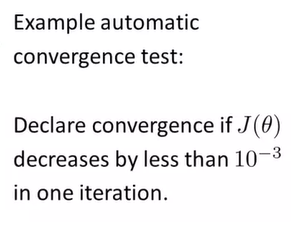 Example automatic
convergence test:
Declare convergence if J(θ)
decreases by less than 10⁻³
in one iteration.